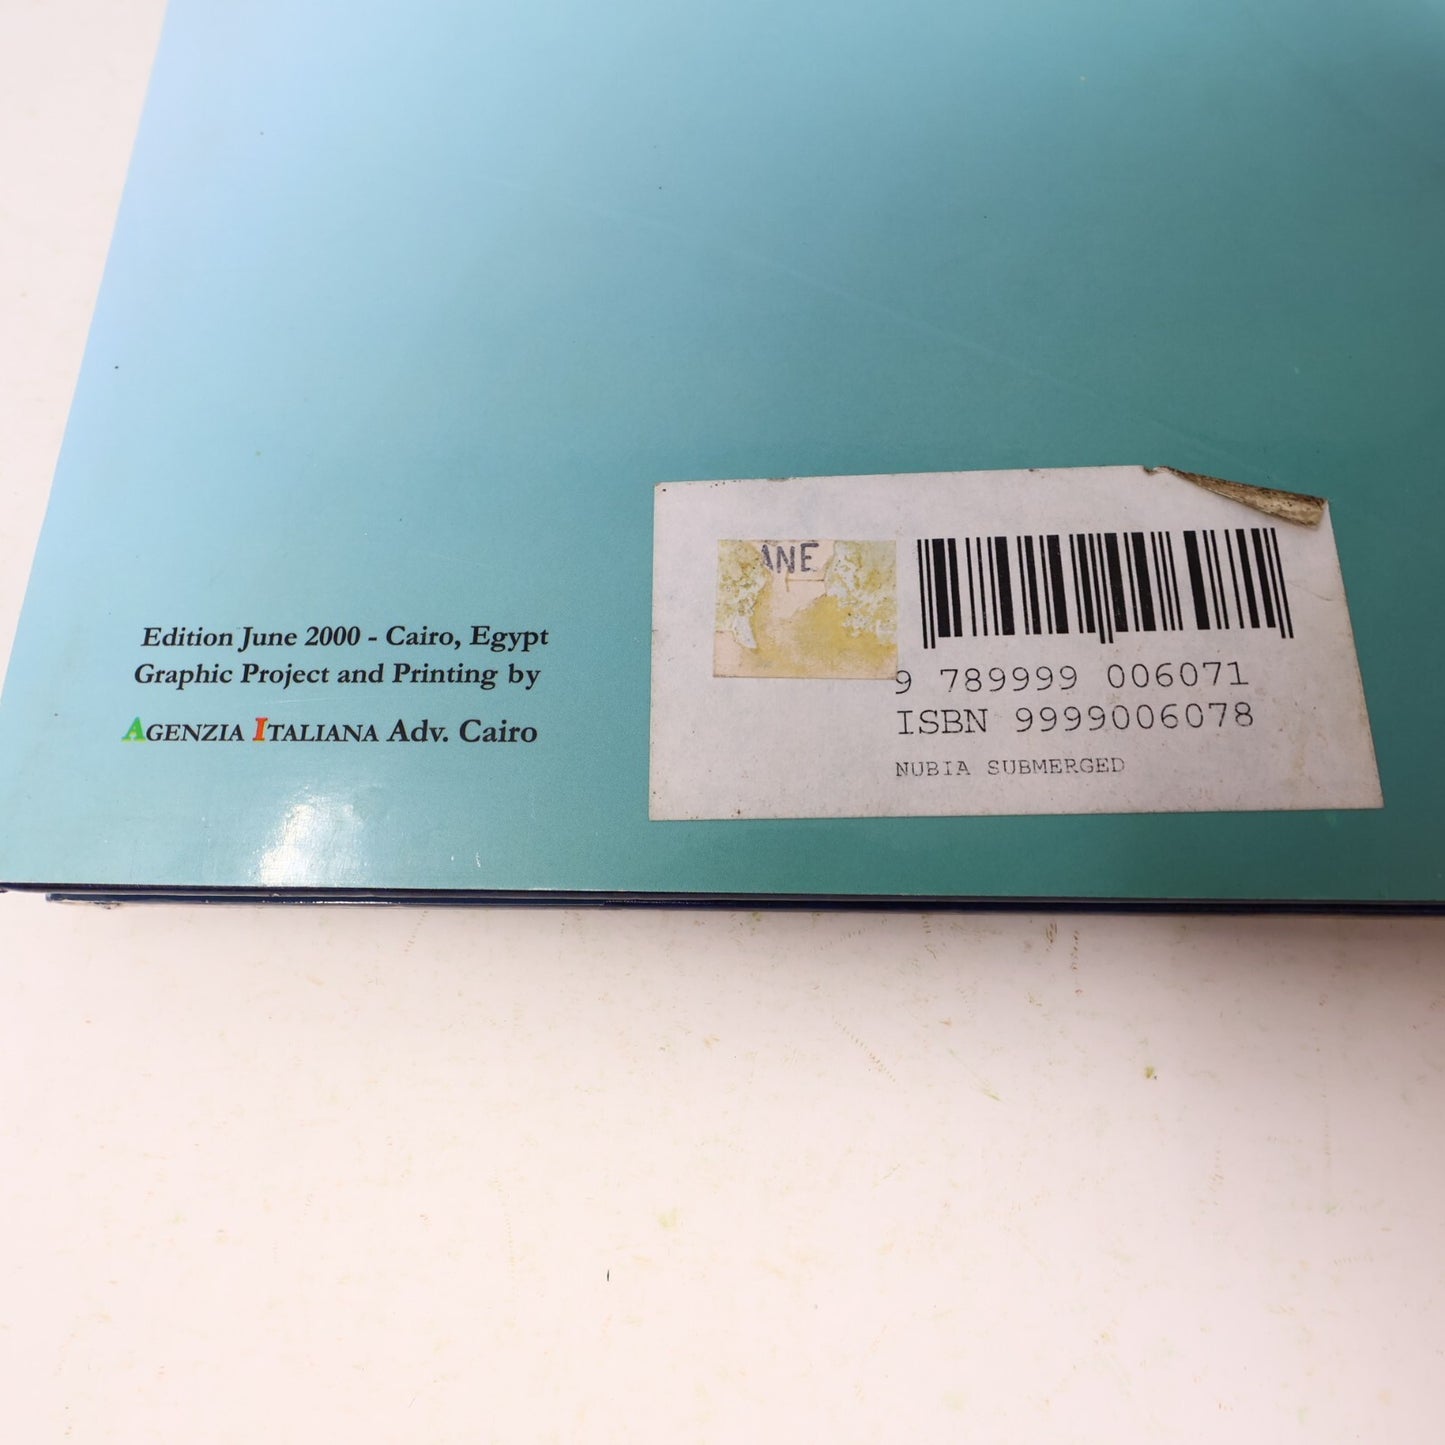 Edition June 2000 - Cairo, Egypt
Graphic Project and Printing by
AGENZIA ITALIANA Adv. Cairo
ANE
9 789999 006071
ISBN 9999006078
NUBIA SUBMERGED